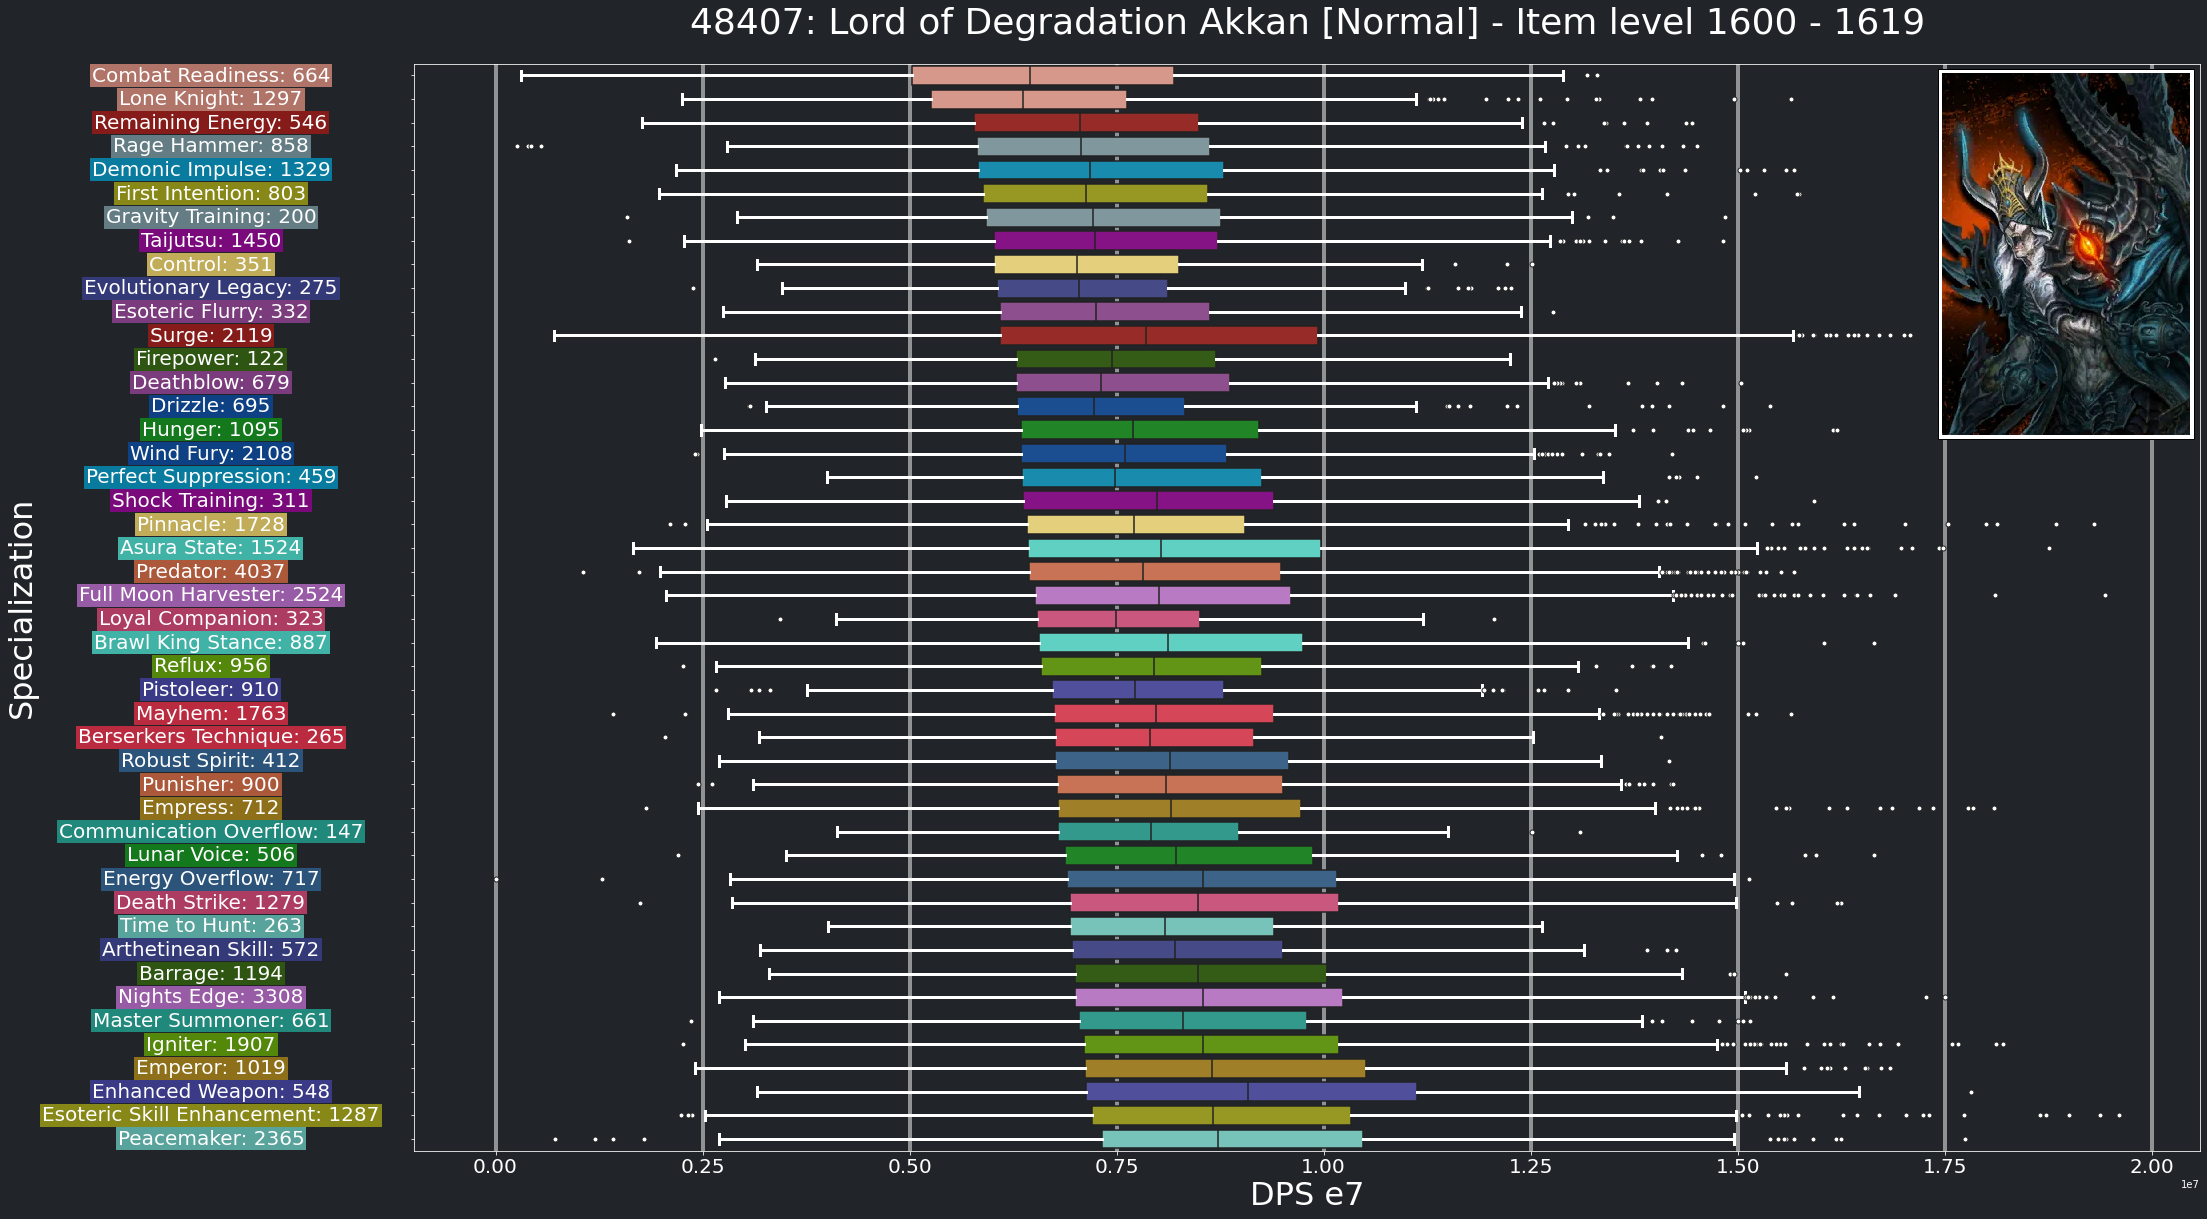 48407: Lord of Degradation Akkan [Normal] - Item level 1600 - 1619
Specialization
Combat Readiness: 664
Lone Knight: 1297
Remaining Energy: 546
Rage Hammer: 858
Demonic Impulse: 1329
First Intention: 803
Gravity Training: 200
Taijutsu: 1450
Control: 351
Evolutionary Legacy: 275
Esoteric Flurry: 332
Surge: 2119
Firepower: 122
Deathblow: 679
Drizzle: 695
Hunger: 1095
Wind Fury: 2108
Perfect Suppression: 459
Shock Training: 311
Pinnacle: 1728
Asura State: 1524
Predator: 4037
Full Moon Harvester: 2524
Loyal Companion: 323
Brawl King Stance: 887
Reflux: 956
Pistoleer: 910
Mayhem: 1763
Berserkers Technique: 265
Robust Spirit: 412
Punisher: 900
Empress: 712
Communication Overflow: 147
Lunar Voice: 506
Energy Overflow: 717
Death Strike: 1279
Time to Hunt: 263
Arthetinean Skill: 572
Barrage: 1194
Nights Edge: 3308
Master Summoner: 661
Igniter: 1907
Emperor: 1019
Enhanced Weapon: 548
Esoteric Skill Enhancement: 1287
Peacemaker: 2365
0.00 0.25 0.50 0.75 1.00 1.25 1.50 1.75 2.00
1e7
DPS e7